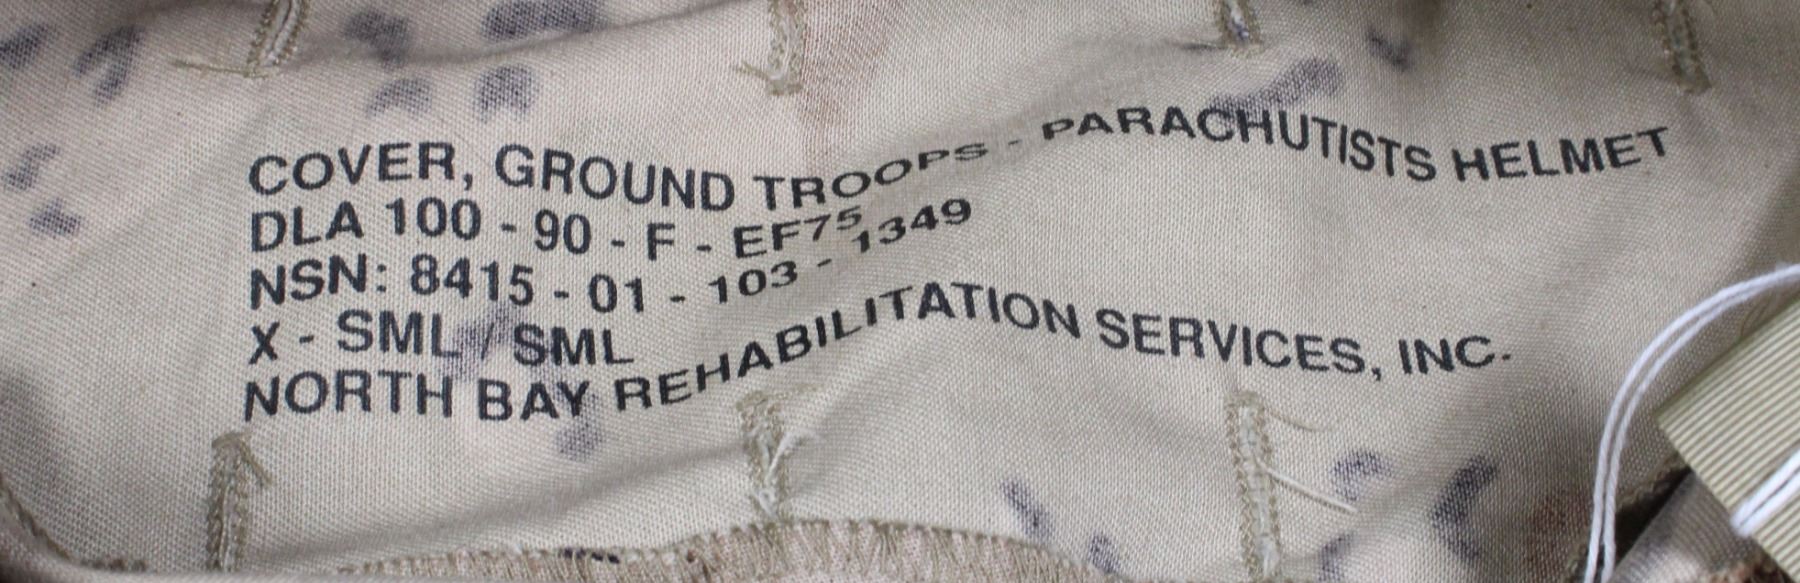 COVER, GROUND TROOPS - PARACHUTISTS HELMET
DLA 100 - 90 - F - EF75
NSN: 8415 - 01 - 103 - 1349
X - SML / SML
NORTH BAY REHABILITATION SERVICES, INC.